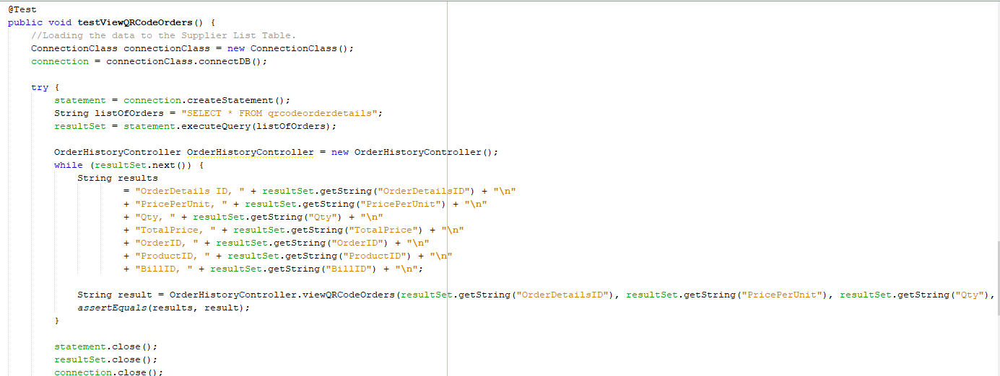 @Test
public void testViewQRCodeOrders() {
//Loading the data to the Supplier List Table.
ConnectionClass connectionClass = new ConnectionClass();
connection = connectionClass.connectDB();
try {
statement = connection.createStatement();
String listOfOrders = "SELECT * FROM qrcodeorderdetails";
resultSet = statement.executeQuery(listOfOrders);
OrderHistoryController OrderHistoryController = new OrderHistoryController();
while (resultSet.next()) {
String results
= "OrderDetails ID, " + resultSet.getString("OrderDetailsID") + "\n"
+ "PricePerUnit, " + resultSet.getString("PricePerUnit") + "\n"
+ "Qty, " + resultSet.getString("Qty") + "\n"
+ "TotalPrice, " + resultSet.getString("TotalPrice") + "\n"
+ "OrderID, " + resultSet.getString("OrderID") + "\n"
+ "ProductID, " + resultSet.getString("ProductID") + "\n"
+ "BillID, " + resultSet.getString("BillID") + "\n";
String result = OrderHistoryController.viewQRCodeOrders(resultSet.getString("OrderDetailsID"), resultSet.getString("PricePerUnit"), resultSet.getString("Qty"),
assertEquals(results, result);
}
statement.close();
resultSet.close();
connection.close();